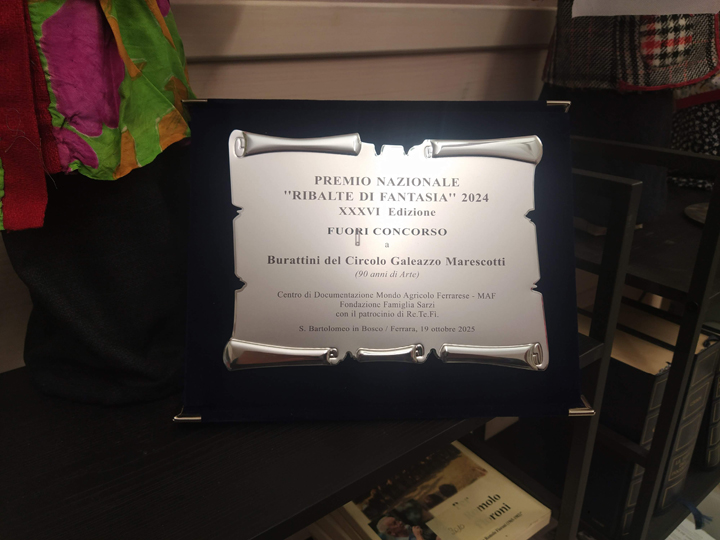 PREMIO NAZIONALE
"RIBALTE DI FANTASIA" 2024
XXXVI Edizione
FUORI CONCORSO
a
Burattini del Circolo Galeazzo Marescotti
(90 anni di Arte)
Centro di Documentazione Mondo Agricolo Ferrarese - MAF
Fondazione Famiglia Sarzi
con il patrocinio di Re.Te.Fi.
S. Bartolomeo in Bosco / Ferrara, 19 ottobre 2025